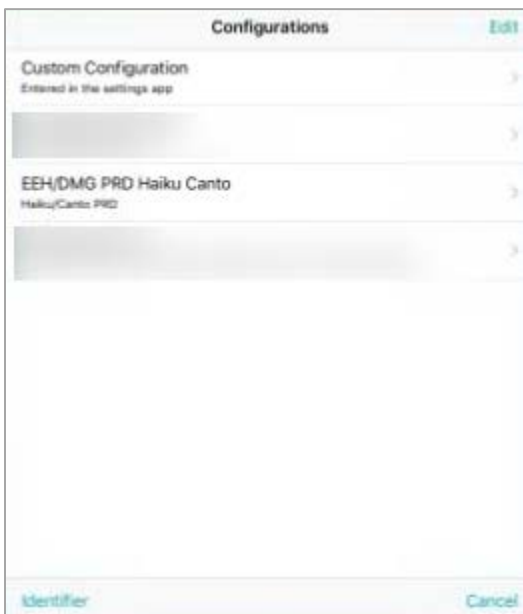 Configurations
Edit
Custom Configuration
Entered in the settings app
EEH/DMG PRD Haiku Canto
Haiku/Canto PRD
Identifier
Cancel